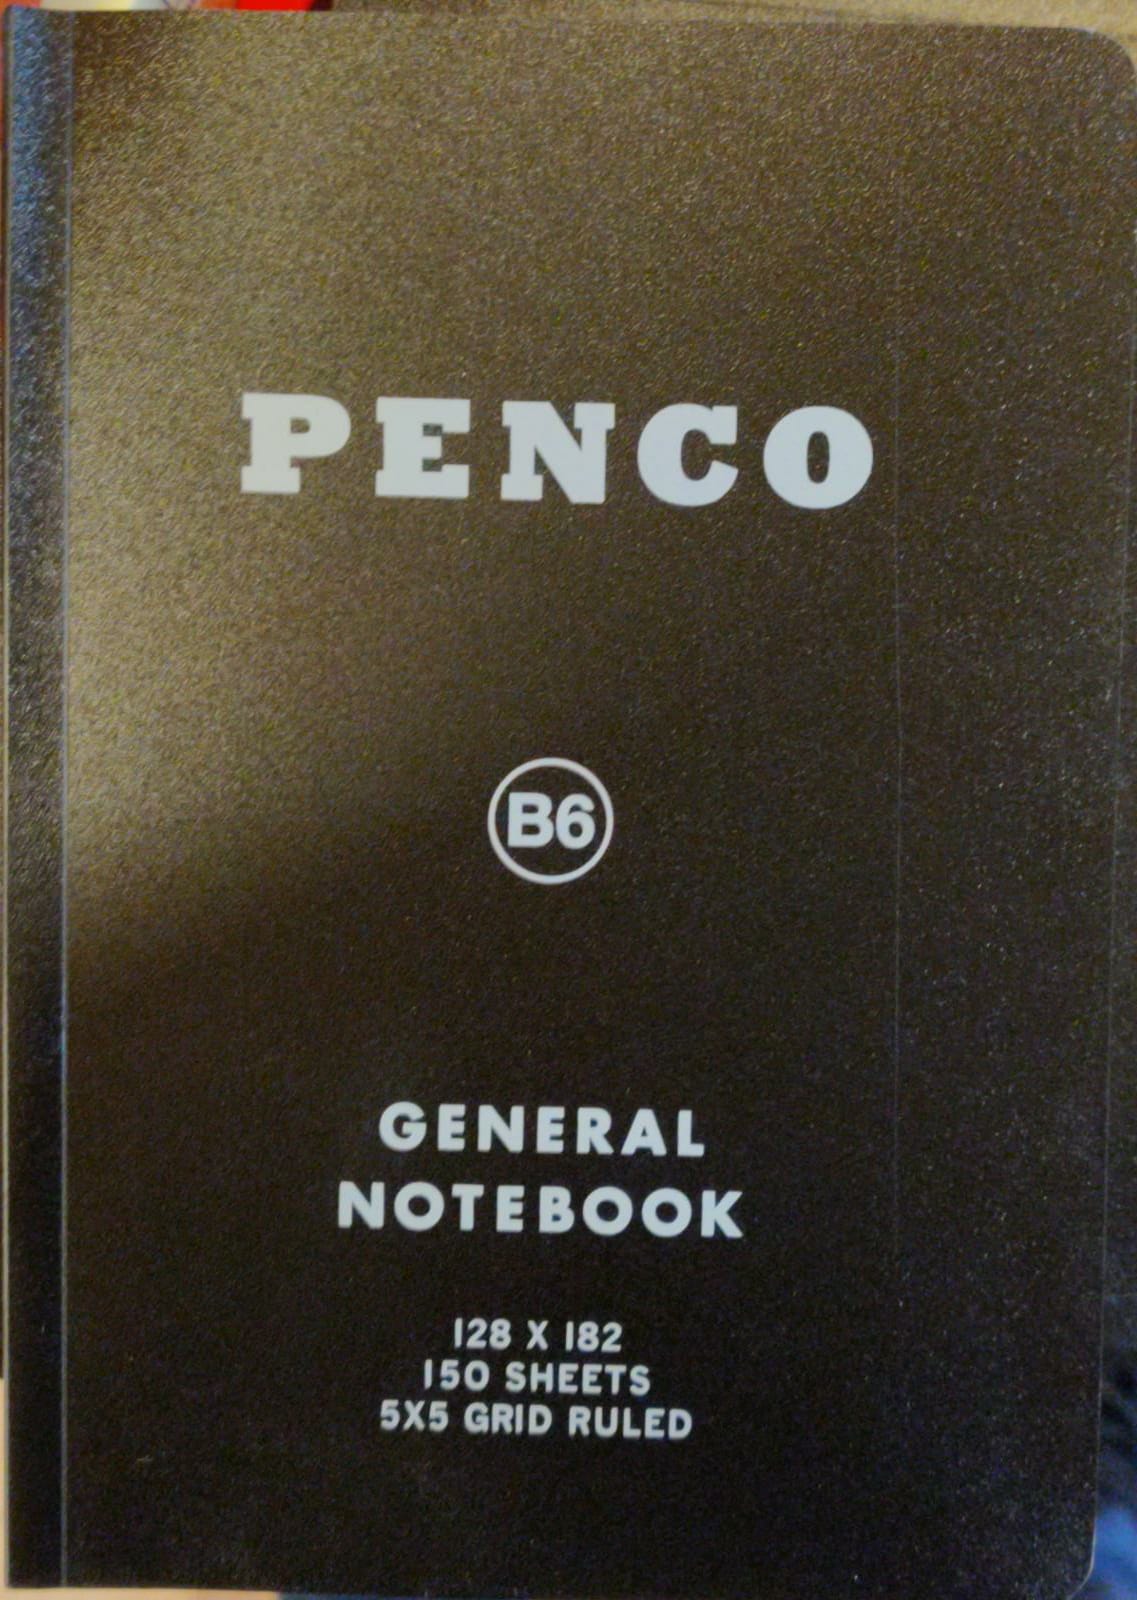 PENCO
B6
GENERAL
NOTEBOOK
128 X 182
150 SHEETS
5X5 GRID RULED